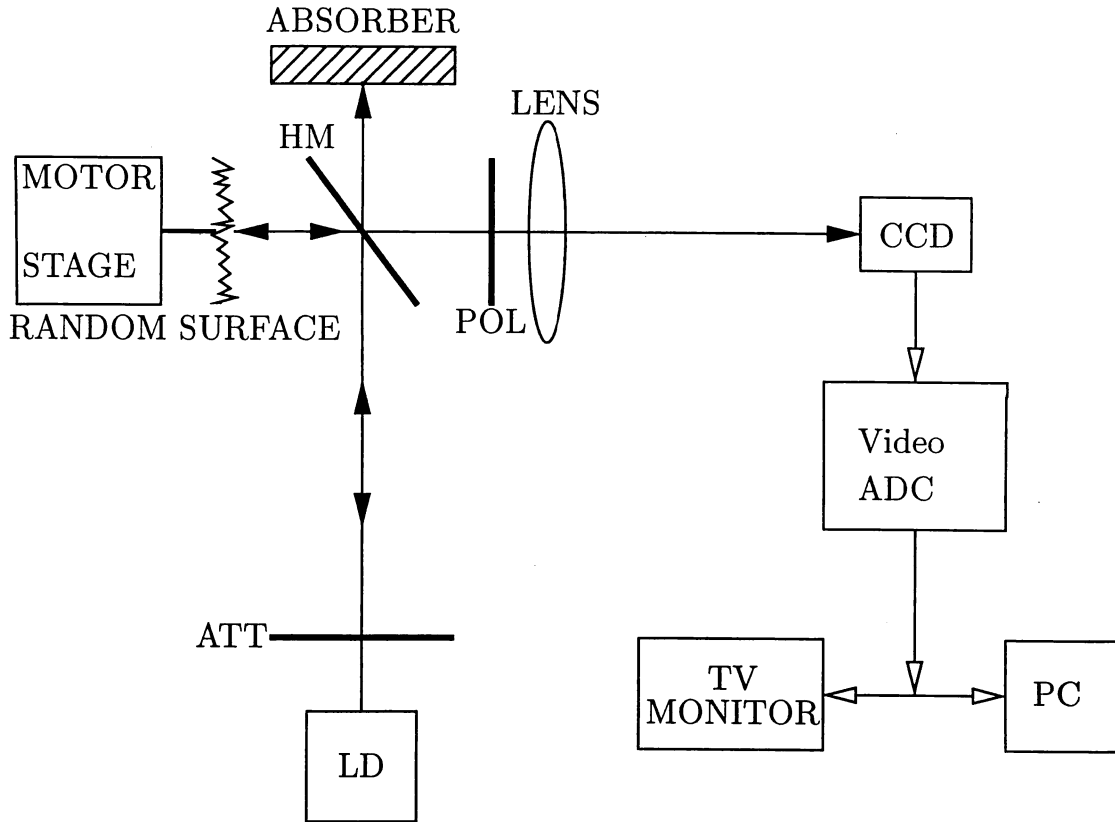 ABSORBER
LENS
HM
MOTOR
STAGE
CCD
RANDOM SURFACE
POL
Video
ADC
ATT
TV
MONITOR
PC
LD